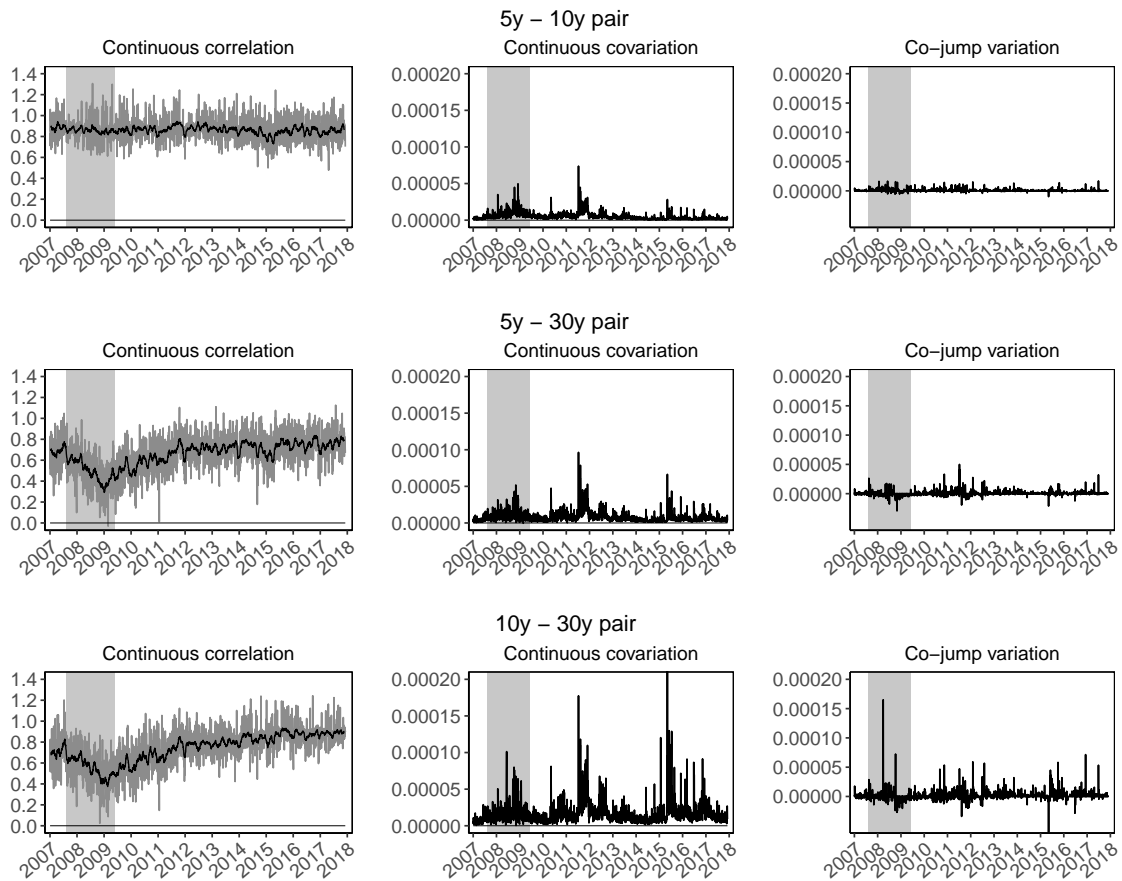 5y − 10y pair
Continuous correlation
Continuous covariation
Co−jump variation
1.4
1.2
1.0
0.8
0.6
0.4
0.2
0.0
2007 2008 2009 2010 2011 2012 2013 2014 2015 2016 2017 2018
0.00020
0.00015
0.00010
0.00005
0.00000
2007 2008 2009 2010 2011 2012 2013 2014 2015 2016 2017 2018
0.00020
0.00015
0.00010
0.00005
0.00000
2007 2008 2009 2010 2011 2012 2013 2014 2015 2016 2017 2018
5y − 30y pair
Continuous correlation
Continuous covariation
Co−jump variation
1.4
1.2
1.0
0.8
0.6
0.4
0.2
0.0
2007 2008 2009 2010 2011 2012 2013 2014 2015 2016 2017 2018
0.00020
0.00015
0.00010
0.00005
0.00000
2007 2008 2009 2010 2011 2012 2013 2014 2015 2016 2017 2018
0.00020
0.00015
0.00010
0.00005
0.00000
2007 2008 2009 2010 2011 2012 2013 2014 2015 2016 2017 2018
10y − 30y pair
Continuous correlation
Continuous covariation
Co−jump variation
1.4
1.2
1.0
0.8
0.6
0.4
0.2
0.0
2007 2008 2009 2010 2011 2012 2013 2014 2015 2016 2017 2018
0.00020
0.00015
0.00010
0.00005
0.00000
2007 2008 2009 2010 2011 2012 2013 2014 2015 2016 2017 2018
0.00020
0.00015
0.00010
0.00005
0.00000
2007 2008 2009 2010 2011 2012 2013 2014 2015 2016 2017 2018